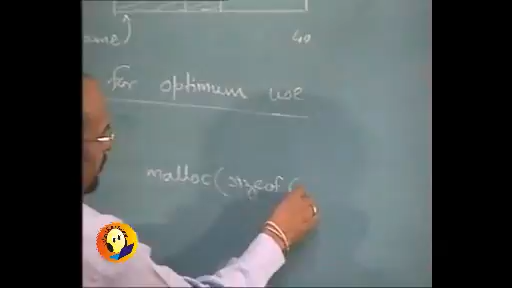 name) 40
for optimum use
malloc(sizeof (